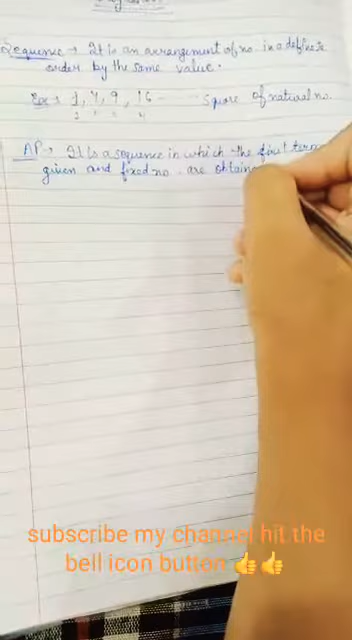 Sequence → It is an arrangement of no. in a definite
order by the same value.
Ex: 1, 4, 9, 16 ---- square of natural no.
1 2 3 4
AP → It is a sequence in which the first term
given and fixed no. are obtain
subscribe my channel hit the
bell icon button 👍👍